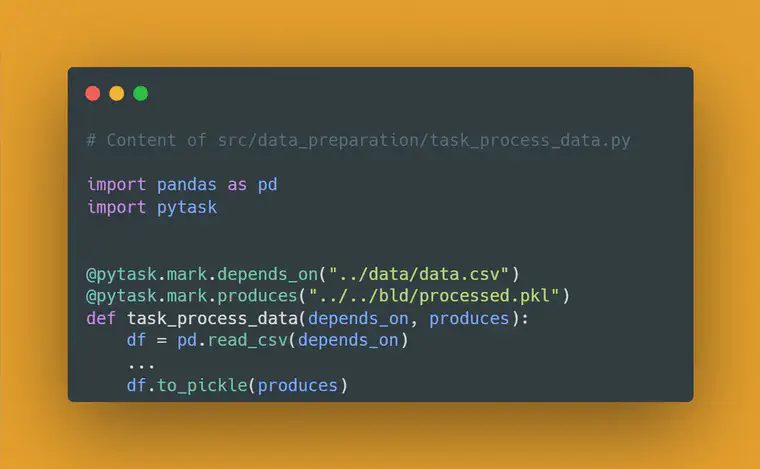 # Content of src/data_preparation/task_process_data.py
import pandas as pd
import pytask
@pytask.mark.depends_on("../data/data.csv")
@pytask.mark.produces("../../bld/processed.pkl")
def task_process_data(depends_on, produces):
    df = pd.read_csv(depends_on)
    ...
    df.to_pickle(produces)